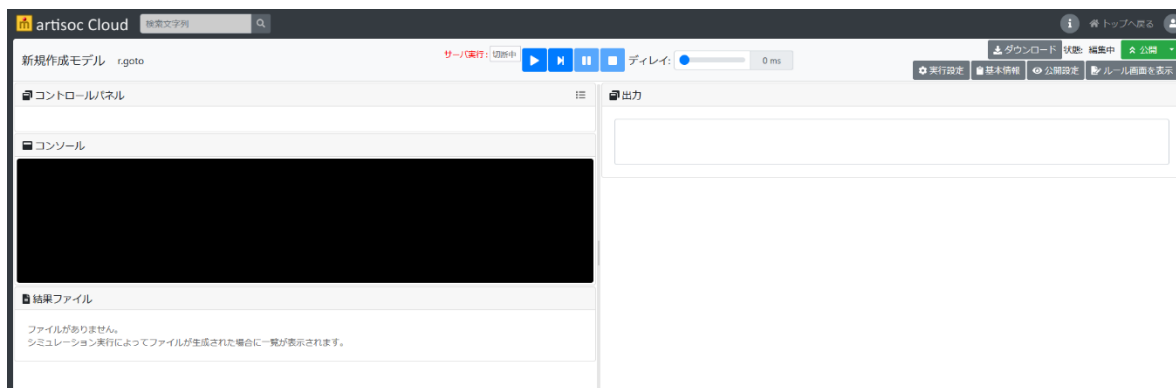 artisoc Cloud 検索文字列 i トップへ戻る
新規作成モデル r.goto サーバ実行: 切断中 ディレイ: 0 ms ダウンロード 状態: 編集中 公開
実行設定 基本情報 公開設定 ルール画面を表示
コントロールパネル
出力
コンソール
結果ファイル
ファイルがありません。
シミュレーション実行によってファイルが生成された場合に一覧が表示されます。